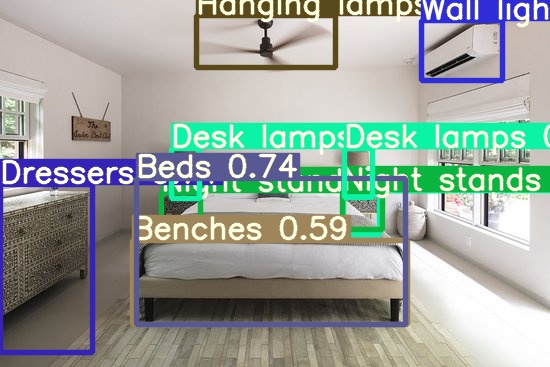 Hanging lamps
Wall ligh
The
Desk lamps
Desk lamps 0
Dressers
Beds 0.74
Night stand
Night stands
Benches 0.59